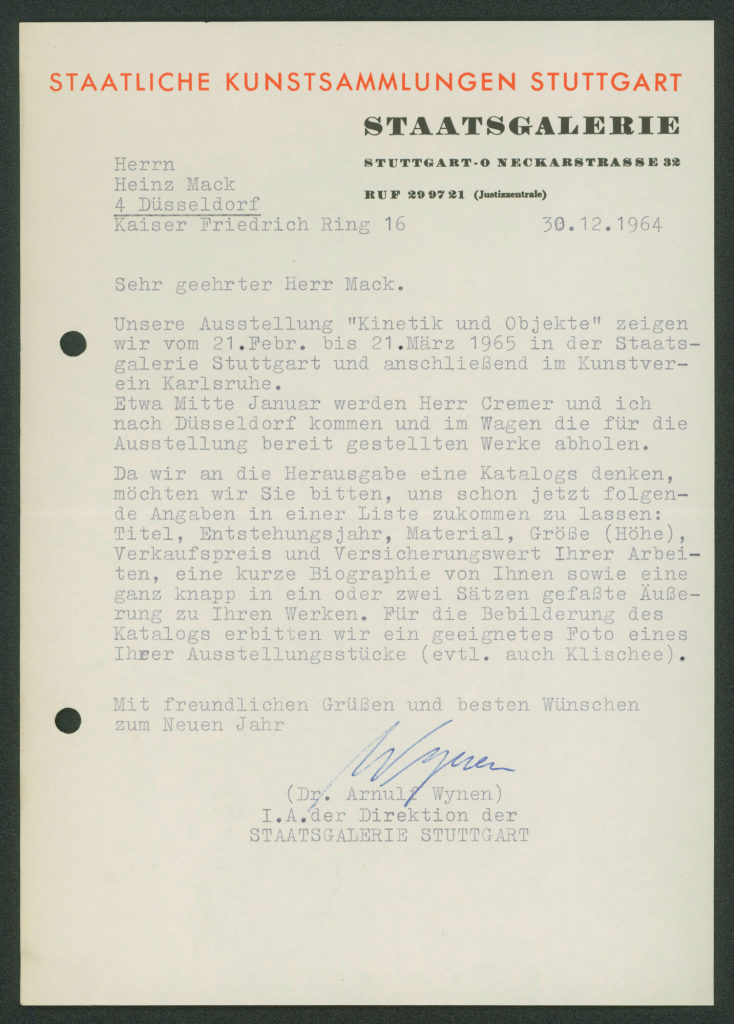 STAATLICHE KUNSTSAMMLUNGEN STUTTGART
STAATSGALERIE
STUTTGART-O NECKARSTRASSE 32
RUF 29 97 21 (Justizzentrale)
Herrn
Heinz Mack
4 Düsseldorf
Kaiser Friedrich Ring 16
30.12.1964
Sehr geehrter Herr Mack.
Unsere Ausstellung "Kinetik und Objekte" zeigen
wir vom 21.Febr. bis 21.März 1965 in der Staats-
galerie Stuttgart und anschließend im Kunstver-
ein Karlsruhe.
Etwa Mitte Januar werden Herr Cremer und ich
nach Düsseldorf kommen und im Wagen die für die
Ausstellung bereit gestellten Werke abholen.
Da wir an die Herausgabe eine Katalogs denken,
möchten wir Sie bitten, uns schon jetzt folgen-
de Angaben in einer Liste zukommen zu lassen:
Titel, Entstehungsjahr, Material, Größe (Höhe),
Verkaufspreis und Versicherungswert Ihrer Arbei-
ten, eine kurze Biographie von Ihnen sowie eine
ganz knapp in ein oder zwei Sätzen gefaßte Äuße-
rung zu Ihren Werken. Für die Bebilderung des
Katalogs erbitten wir ein geeignetes Foto eines
Ihrer Ausstellungsstücke (evtl. auch Klischee).
Mit freundlichen Grüßen und besten Wünschen
zum Neuen Jahr
Wynen
(Dr. Arnulf Wynen)
I.A.der Direktion der
STAATSGALERIE STUTTGART